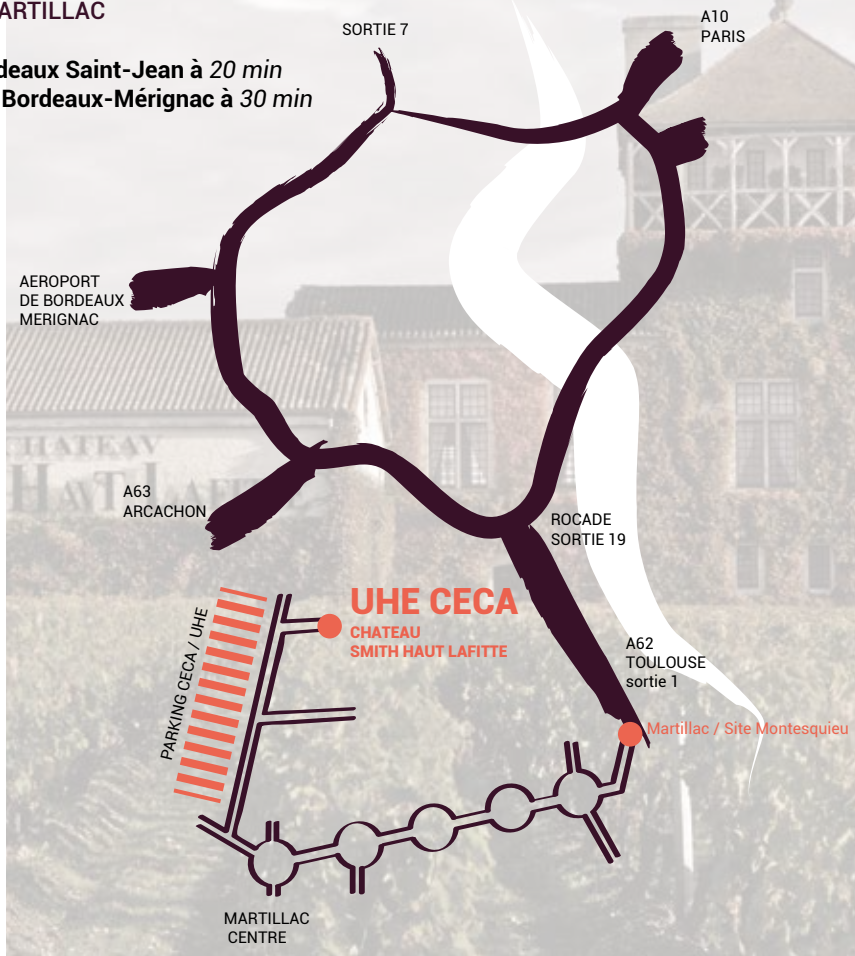 ARTILLAC
SORTIE 7
A10
PARIS
deaux Saint-Jean à 20 min
Bordeaux-Mérignac à 30 min
AEROPORT
DE BORDEAUX
MERIGNAC
A63
ARCACHON
ROCADE
SORTIE 19
UHE CECA
CHATEAU
SMITH HAUT LAFITTE
PARKING CECA / UHE
A62
TOULOUSE
sortie 1
Martillac / Site Montesquieu
MARTILLAC
CENTRE